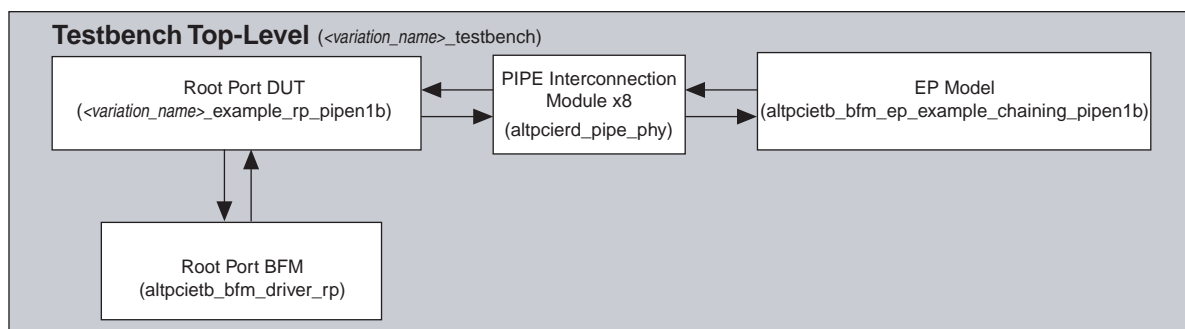 Testbench Top-Level (<variation_name>_testbench)
Root Port DUT
(<variation_name>_example_rp_pipen1b)
PIPE Interconnection
Module x8
(altpcierd_pipe_phy)
EP Model
(altpcietb_bfm_ep_example_chaining_pipen1b)
Root Port BFM
(altpcietb_bfm_driver_rp)